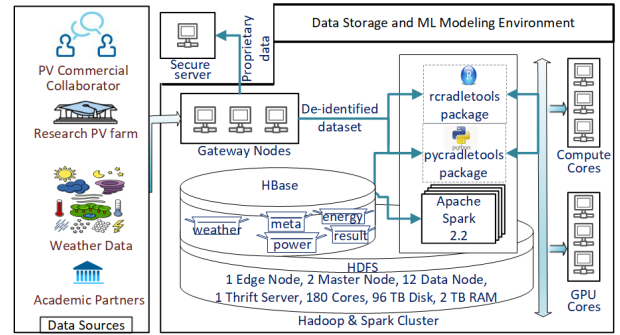 Data Storage and ML Modeling Environment
PV Commercial
Collaborator
Research PV farm
Weather Data
Academic Partners
Data Sources
Secure
server
Proprietary
data
Gateway Nodes
De-identified
dataset
R
rcradletools
package
python
pycradletools
package
Apache
Spark
2.2
Compute
Cores
GPU
Cores
HBase
weather
meta
energy
power
result
HDFS
1 Edge Node, 2 Master Node, 12 Data Node,
1 Thrift Server, 180 Cores, 96 TB Disk, 2 TB RAM
Hadoop & Spark Cluster